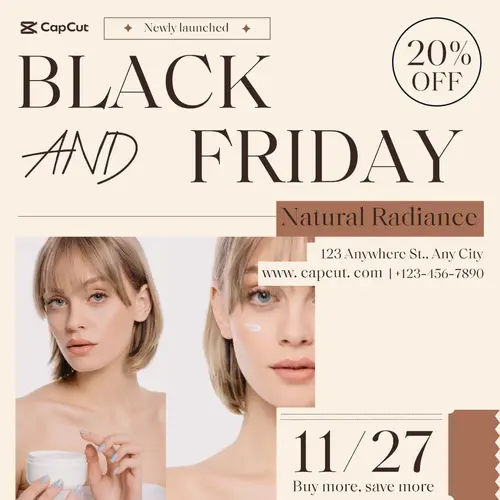 CapCut
Newly launched
20%
OFF
BLACK
AND FRIDAY
Natural Radiance
123 Anywhere St., Any City
www. capcut. com | +123-456-7890
11/27
Buy more, save more